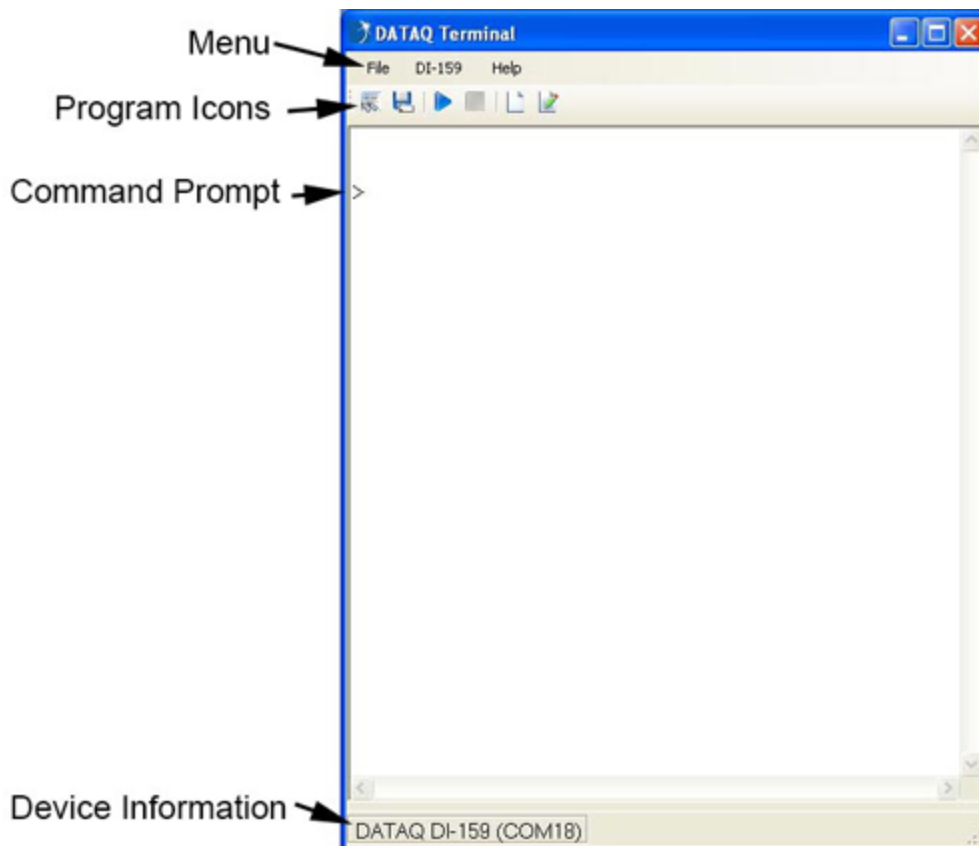 DATAQ Terminal
Menu
File DI-159 Help
Program Icons
Command Prompt
>
Device Information
DATAQ DI-159 (COM18)